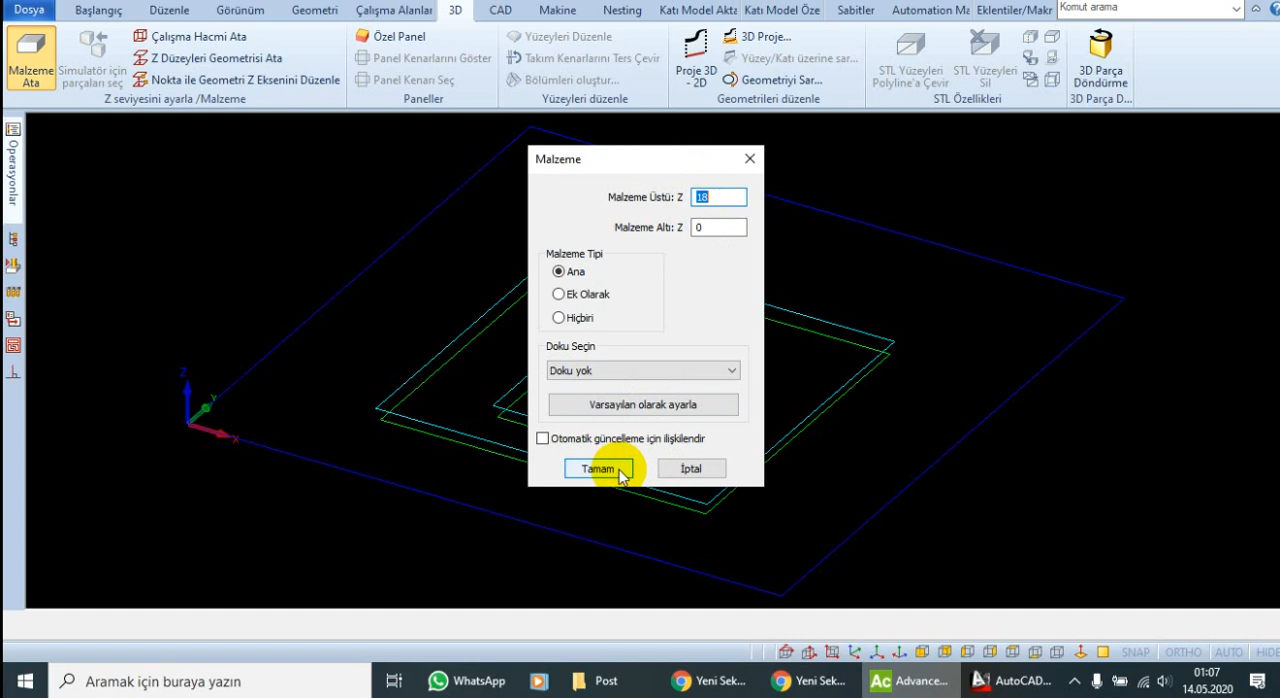 Dosya Başlangıç Düzenle Görünüm Geometri Çalışma Alanlar 3D CAD Makine Nesting Katı Model Akta Katı Model Öze Sabitler Automation Ma Eklentiler/Makr Komut arama
Malzeme Ata
Simulatör için parçaları seç
Çalışma Hacmi Ata
Z Düzeyleri Geometrisi Ata
Nokta ile Geometri Z Eksenini Düzenle
Z seviyesini ayarla /Malzeme
Özel Panel
Panel Kenarlarını Göster
Panel Kenarı Seç
Paneller
Yüzeyleri Düzenle
Takım Kenarlarını Ters Çevir
Bölümleri oluştur...
Yüzeyleri düzenle
Proje 3D - 2D
3D Proje...
Yüzey/Katı üzerine sar...
Geometriyi Sar...
Geometrileri düzenle
STL Yüzeyleri Polyline'a Çevir
STL Yüzeyleri Sil
STL Özellikleri
3D Parça Döndürme
3D Parça D...
Operasyonlar
Malzeme
Malzeme Üstü: Z 18
Malzeme Altı: Z 0
Malzeme Tipi
Ana
Ek Olarak
Hiçbiri
Doku Seçin
Doku yok
Varsayılan olarak ayarla
Otomatik güncelleme için ilişkilendir
Tamam İptal
Z
Y
X
SNAP ORTHO AUTO HIDE
Aramak için buraya yazın
WhatsApp
Post
Yeni Sek...
Yeni Sek...
Ac Advance...
AutoCAD...
01:07
14.05.2020